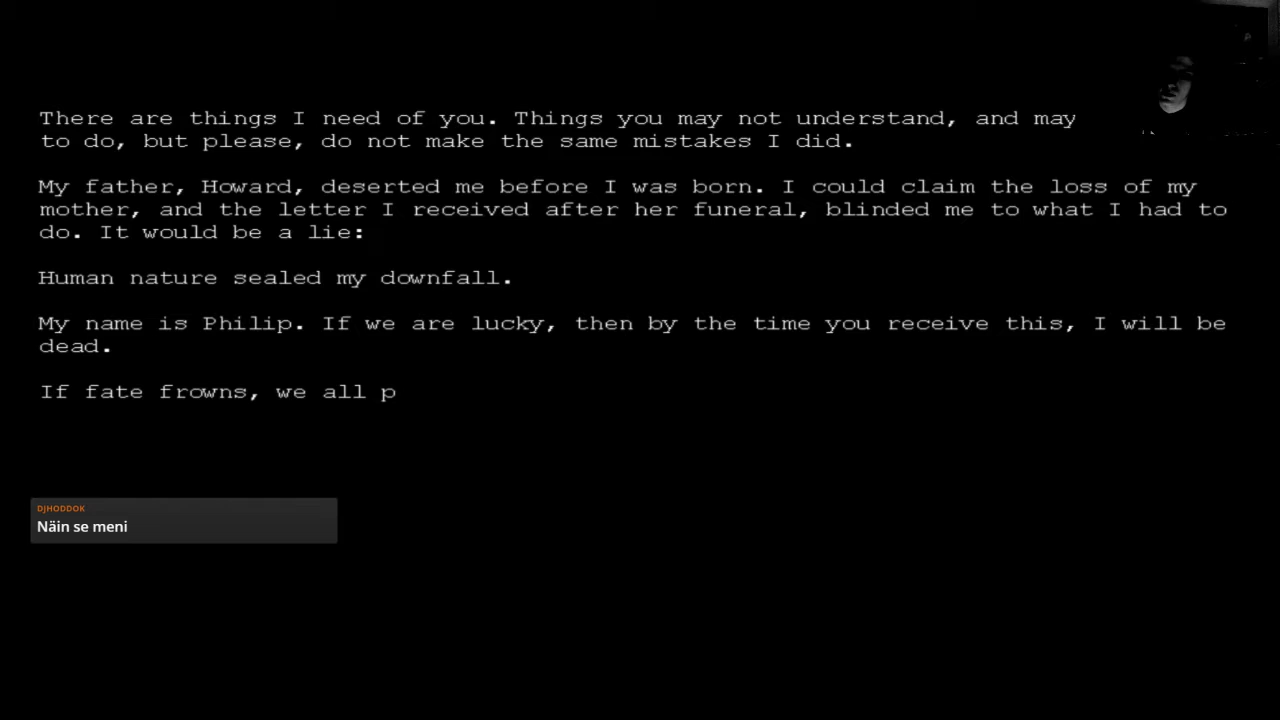 There are things I need of you. Things you may not understand, and may
to do, but please, do not make the same mistakes I did.
My father, Howard, deserted me before I was born. I could claim the loss of my
mother, and the letter I received after her funeral, blinded me to what I had to
do. It would be a lie:
Human nature sealed my downfall.
My name is Philip. If we are lucky, then by the time you receive this, I will be
dead.
If fate frowns, we all p
DJHODDOK
Näin se meni